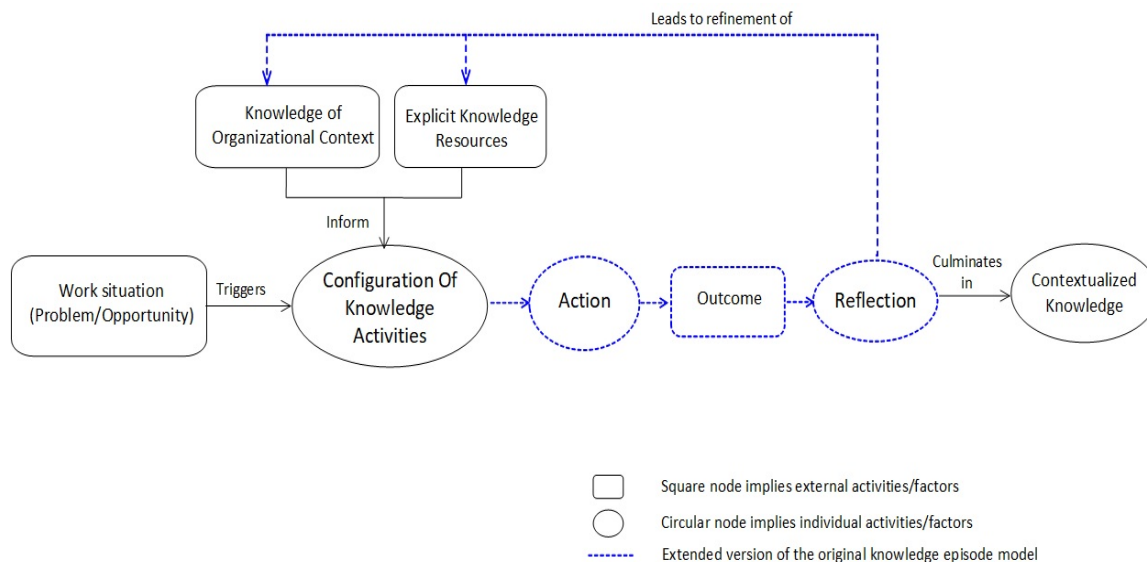 Leads to refinement of
Knowledge of
Organizational Context
Explicit Knowledge
Resources
Inform
Work situation
(Problem/Opportunity)
Triggers
Configuration Of
Knowledge
Activities
Action
Outcome
Reflection
Culminates
in
Contextualized
Knowledge
Square node implies external activities/factors
Circular node implies individual activities/factors
Extended version of the original knowledge episode model